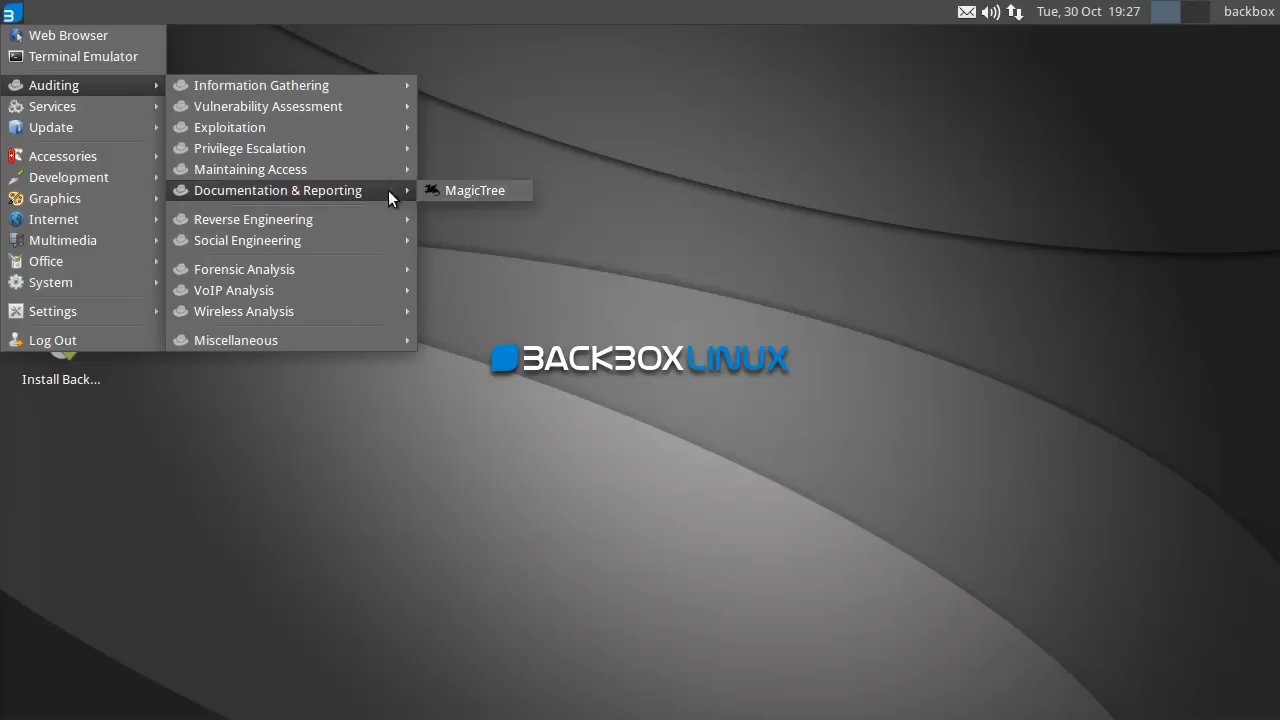 Tue, 30 Oct 19:27
backbox
Web Browser
Terminal Emulator
Auditing
Services
Update
Accessories
Development
Graphics
Internet
Multimedia
Office
System
Settings
Log Out
Information Gathering
Vulnerability Assessment
Exploitation
Privilege Escalation
Maintaining Access
Documentation & Reporting
Reverse Engineering
Social Engineering
Forensic Analysis
VoIP Analysis
Wireless Analysis
Miscellaneous
MagicTree
Install Back...
BACKBOXLINUX